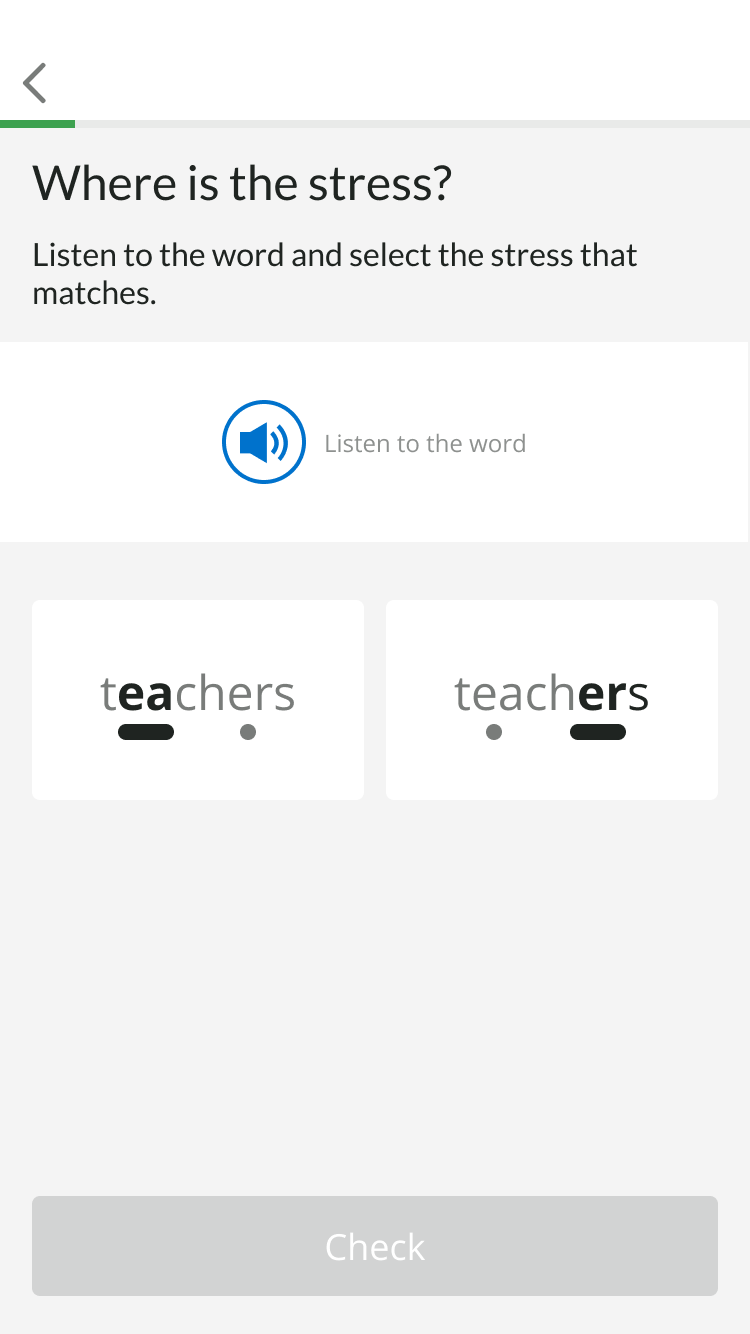 Where is the stress?
Listen to the word and select the stress that
matches.
Listen to the word
teachers
teachers
Check